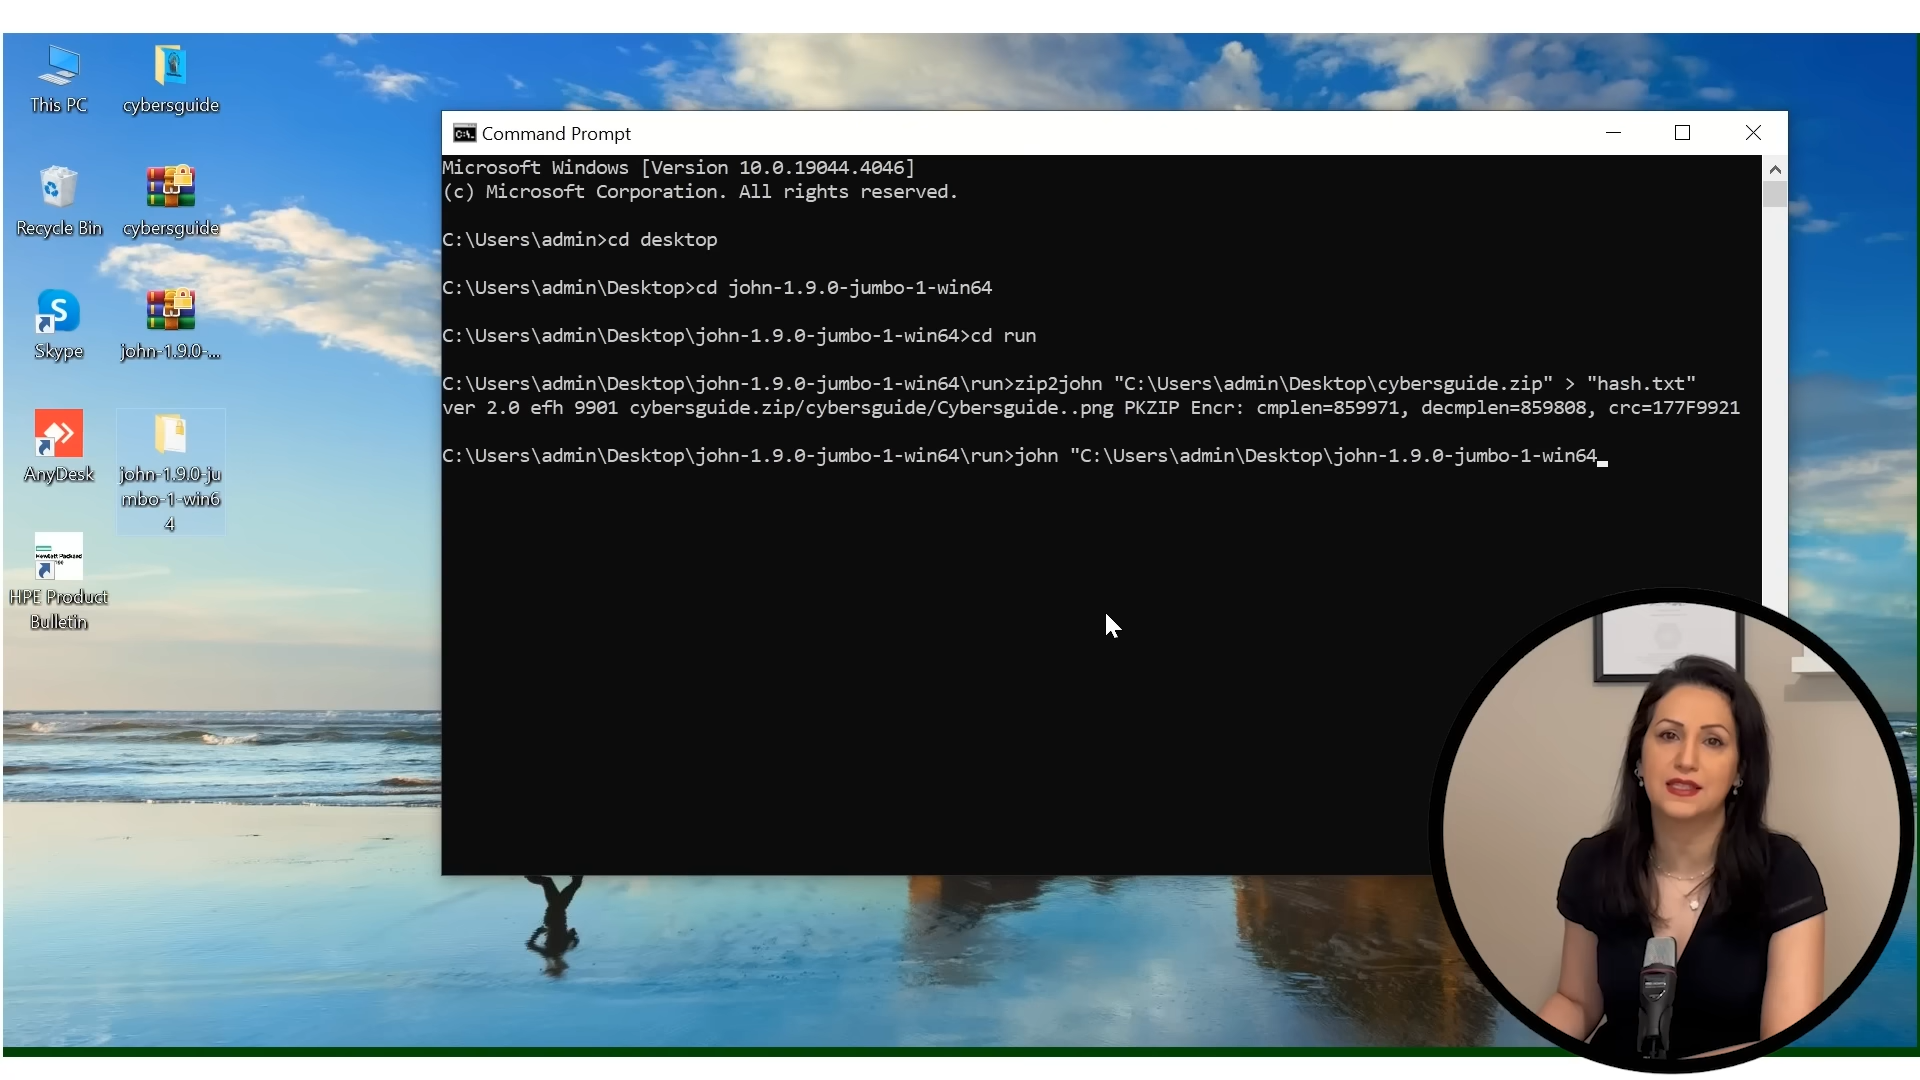 This PC
cybersguide
Recycle Bin
cybersguide
Skype
john-1.9.0-...
AnyDesk
john-1.9.0-ju
mbo-1-win6
4
HPE Product
Bulletin
Command Prompt
Microsoft Windows [Version 10.0.19044.4046]
(c) Microsoft Corporation. All rights reserved.
C:\Users\admin>cd desktop
C:\Users\admin\Desktop>cd john-1.9.0-jumbo-1-win64
C:\Users\admin\Desktop\john-1.9.0-jumbo-1-win64>cd run
C:\Users\admin\Desktop\john-1.9.0-jumbo-1-win64\run>zip2john "C:\Users\admin\Desktop\cybersguide.zip" > "hash.txt"
ver 2.0 efh 9901 cybersguide.zip/cybersguide/Cybersguide..png PKZIP Encr: cmplen=859971, decmplen=859808, crc=177F9921
C:\Users\admin\Desktop\john-1.9.0-jumbo-1-win64\run>john "C:\Users\admin\Desktop\john-1.9.0-jumbo-1-win64